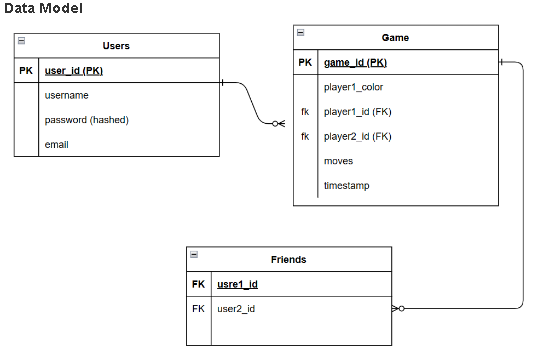 Data Model
Users
PK user_id (PK)
username
password (hashed)
email
Game
PK game_id (PK)
player1_color
fk player1_id (FK)
fk player2_id (FK)
moves
timestamp
Friends
FK usre1_id
FK user2_id